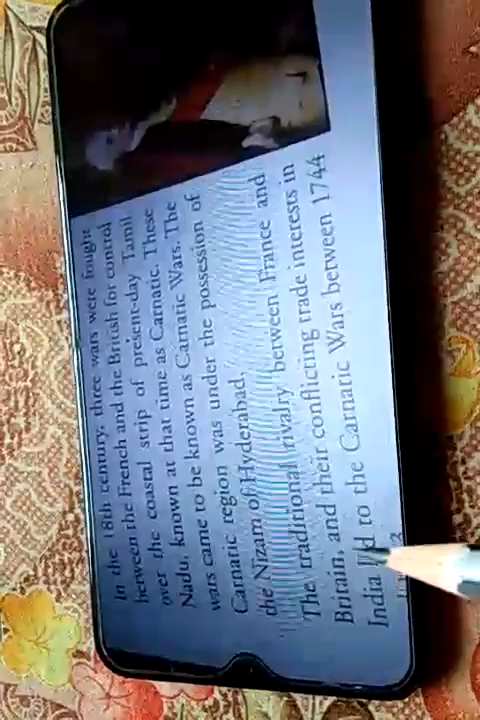 In the 18th century, three wars were fought
between the French and the British for control
over the coastal strip of present-day Tamil
Nadu, known at that time as Carnatic. These
wars came to be known as Carnatic Wars. The
Carnatic region was under the possession of
the Nizam of Hyderabad.
The traditional rivalry between France and
Britain, and their conflicting trade interests in
India led to the Carnatic Wars between 1744